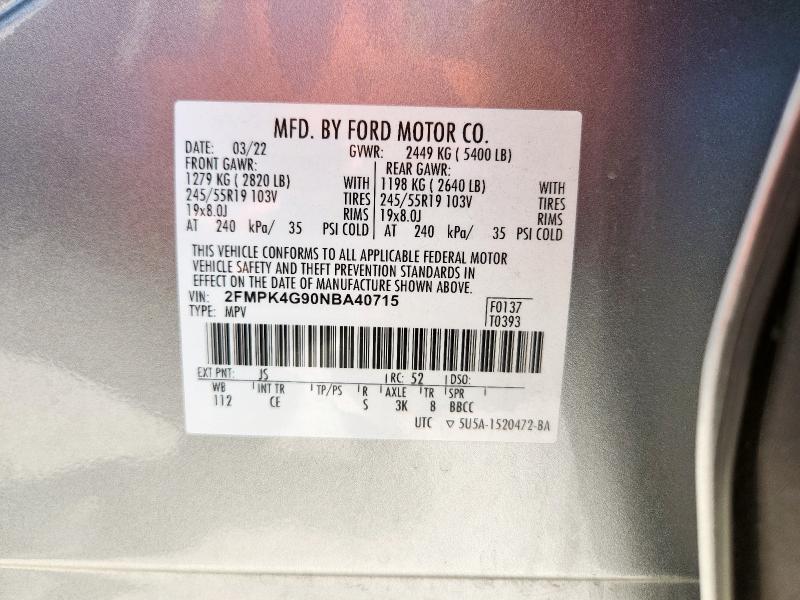 MFD. BY FORD MOTOR CO.
DATE: 03/22 GVWR: 2449 KG ( 5400 LB)
FRONT GAWR: REAR GAWR:
1279 KG ( 2820 LB) WITH 1198 KG ( 2640 LB) WITH
245/55R19 103V TIRES 245/55R19 103V TIRES
19x8.0J RIMS 19x8.0J RIMS
AT 240 kPa/ 35 PSI COLD AT 240 kPa/ 35 PSI COLD
THIS VEHICLE CONFORMS TO ALL APPLICABLE FEDERAL MOTOR
VEHICLE SAFETY AND THEFT PREVENTION STANDARDS IN
EFFECT ON THE DATE OF MANUFACTURE SHOWN ABOVE.
VIN: 2FMPK4G90NBA40715 F0137
TYPE: MPV T0393
EXT PNT: JS RC: 52 DSO:
WB INT TR TP/PS R AXLE TR SPR
112 CE S 3K 8 BBCC
UTC ▽ 5U5A-1520472-BA